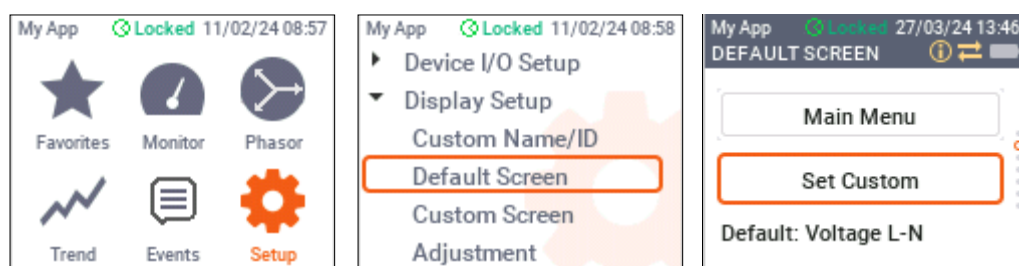 My App Locked 11/02/24 08:57
Favorites Monitor Phasor
Trend Events Setup
My App Locked 11/02/24 08:58
Device I/O Setup
Display Setup
Custom Name/ID
Default Screen
Custom Screen
Adjustment
My App Locked 27/03/24 13:46
DEFAULT SCREEN
Main Menu
Set Custom
Default: Voltage L-N